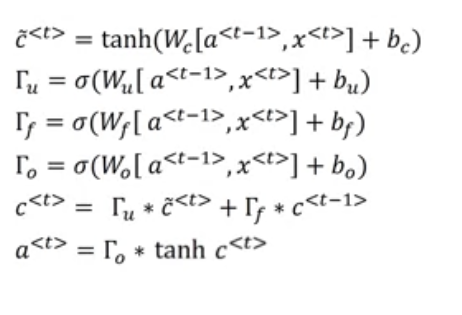 c̃<t> = tanh(W_c[a<t−1>, x<t>] + b_c)
Γ_u = σ(W_u[ a<t−1>, x<t>] + b_u)
Γ_f = σ(W_f[ a<t−1>, x<t>] + b_f)
Γ_o = σ(W_o[ a<t−1>, x<t>] + b_o)
c<t> = Γ_u * c̃<t> + Γ_f * c<t−1>
a<t> = Γ_o * tanh c<t>